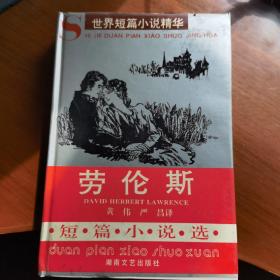 世界短篇小说精华
SHI JIE DUAN PIAN XIAO SHUO JING HUA
劳伦斯
DAVID HERBERT LAWRENCE
黄伟 严昌译
短·篇·小·说·选·
duan pian xiao shuo xuan
湖南文艺出版社